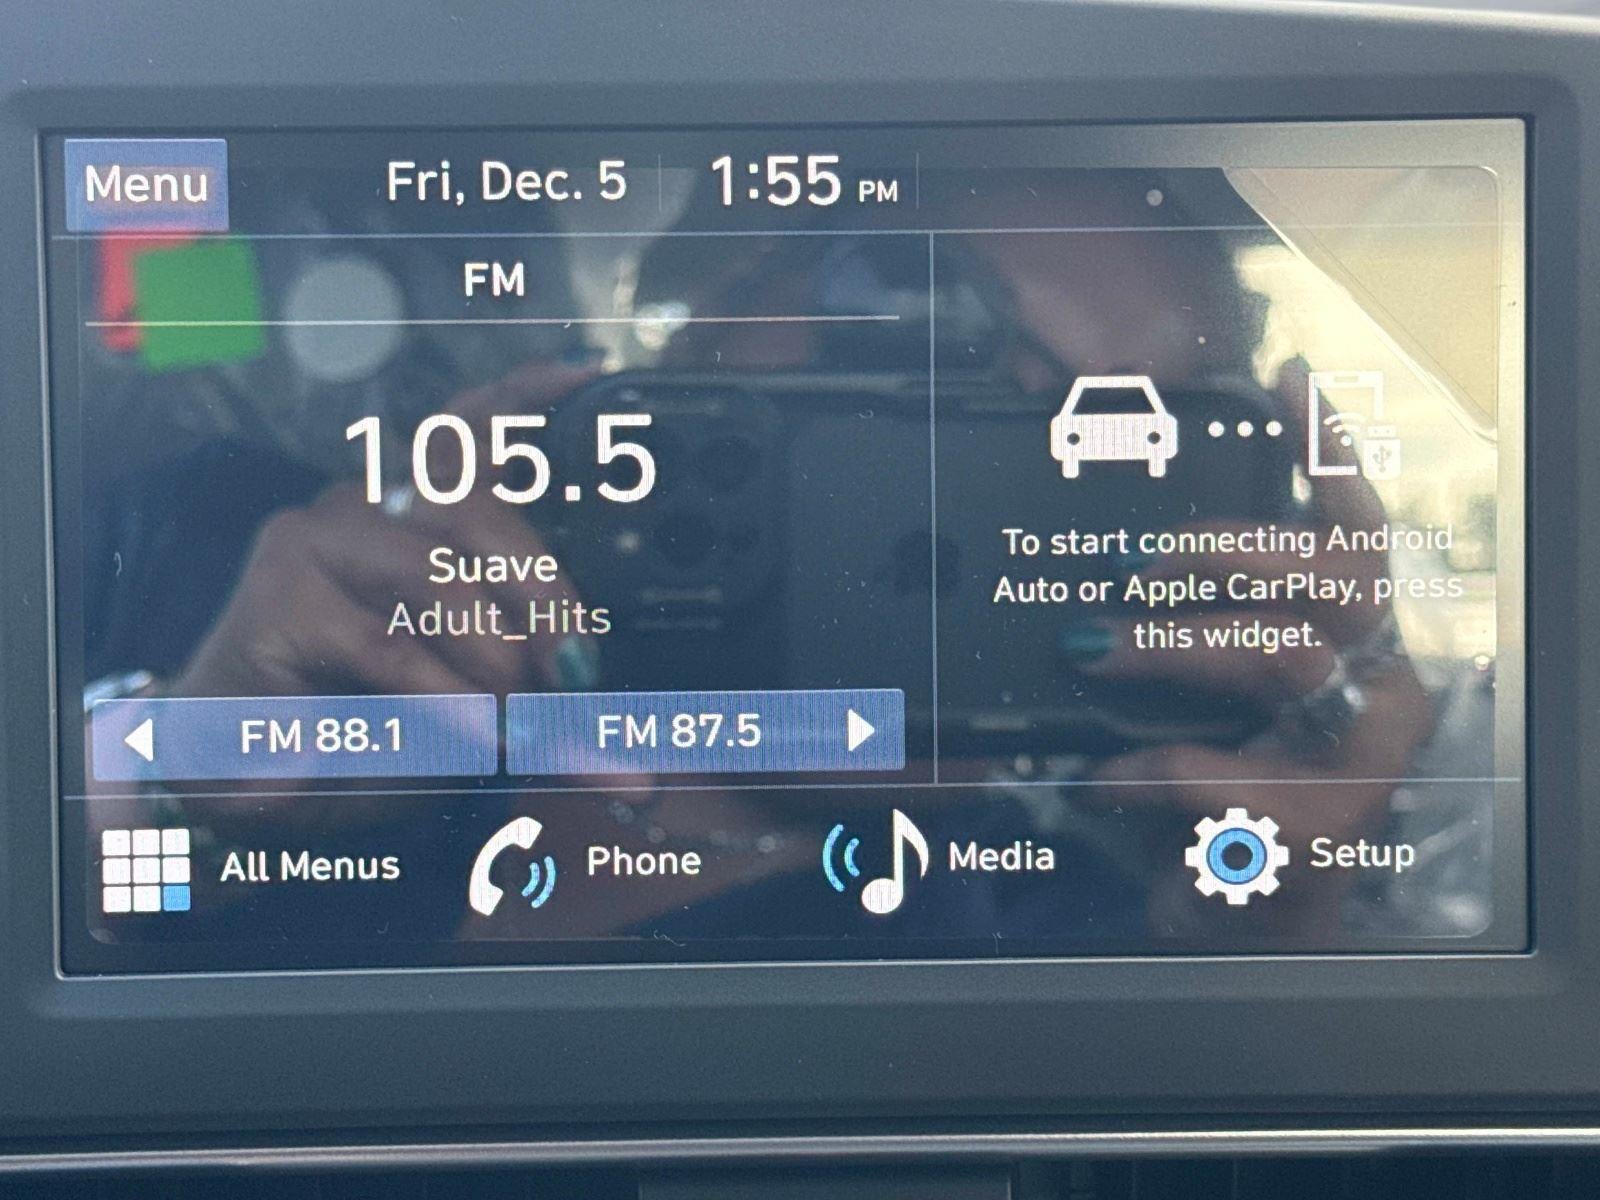 Menu
Fri, Dec. 5
1:55 PM
FM
105.5
Suave
Adult_Hits
FM 88.1
FM 87.5
To start connecting Android
Auto or Apple CarPlay, press
this widget.
All Menus
Phone
Media
Setup